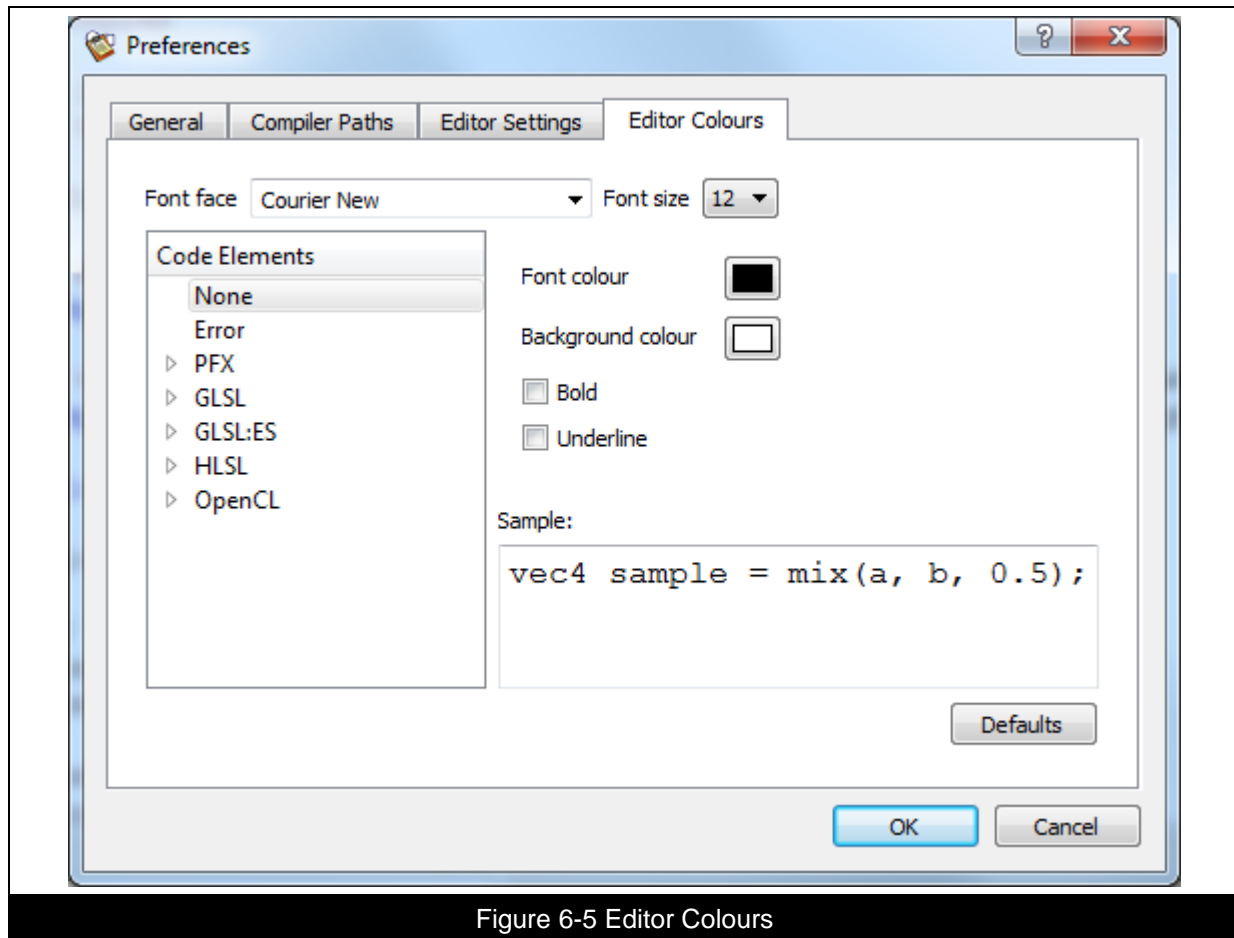 Preferences
General Compiler Paths Editor Settings Editor Colours
Font face Courier New Font size 12
Code Elements
None
Error
PFX
GLSL
GLSL:ES
HLSL
OpenCL
Font colour
Background colour
Bold
Underline
Sample:
vec4 sample = mix(a, b, 0.5);
Defaults
OK Cancel
Figure 6-5 Editor Colours